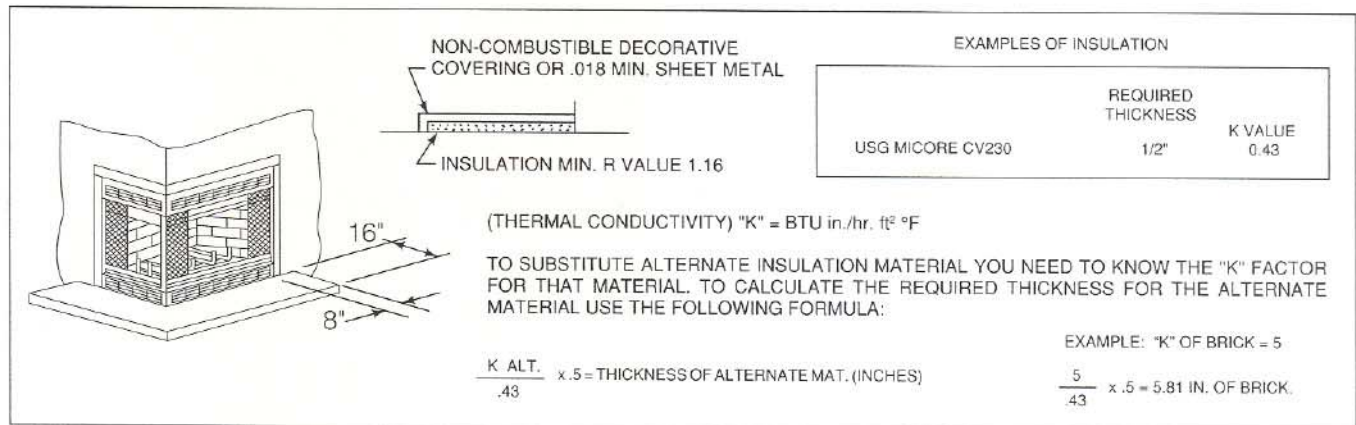 NON-COMBUSTIBLE DECORATIVE
COVERING OR .018 MIN. SHEET METAL
INSULATION MIN. R VALUE 1.16
16"
8"
EXAMPLES OF INSULATION
REQUIRED
THICKNESS
K VALUE
USG MICORE CV230 1/2" 0.43
(THERMAL CONDUCTIVITY) "K" = BTU in./hr. ft² °F
TO SUBSTITUTE ALTERNATE INSULATION MATERIAL YOU NEED TO KNOW THE "K" FACTOR
FOR THAT MATERIAL. TO CALCULATE THE REQUIRED THICKNESS FOR THE ALTERNATE
MATERIAL USE THE FOLLOWING FORMULA:
K ALT.
.43
x .5 = THICKNESS OF ALTERNATE MAT. (INCHES)
EXAMPLE: "K" OF BRICK = 5
5
.43
x .5 = 5.81 IN. OF BRICK.